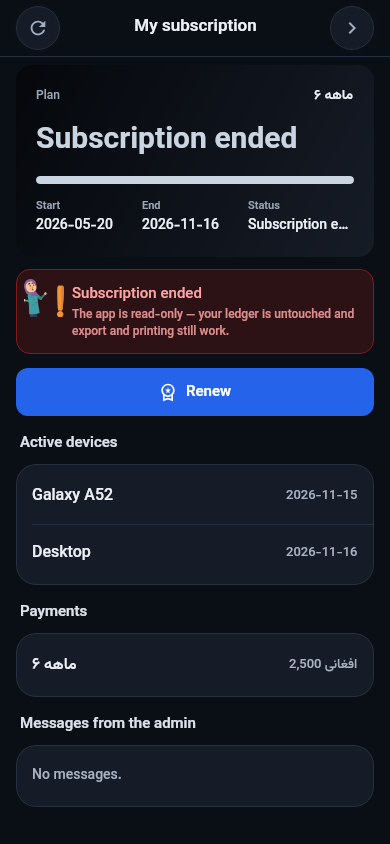 My subscription
Plan
۶ ماهه
Subscription ended
Start
End
Status
2026-05-20
2026-11-16
Subscription e...
Subscription ended
The app is read-only — your ledger is untouched and
export and printing still work.
Renew
Active devices
Galaxy A52
2026-11-15
Desktop
2026-11-16
Payments
۶ ماهه
2,500 افغانی
Messages from the admin
No messages.